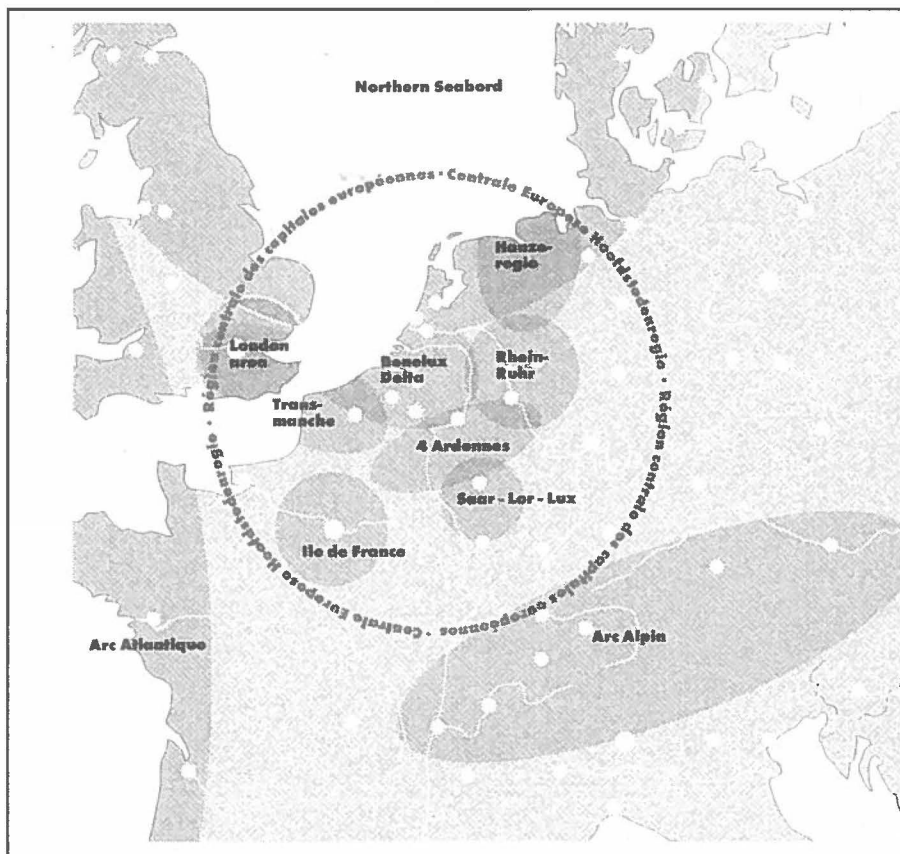 Northern Seabord
Région centrale des capitales européennes · Centrale Europese Hoofdstedenregio · Région centrale des capitales européennes · Centrale Europese Hoofdstedenregio ·
Hanze-
regio
London
area
Benelux
Delta
Rhein-
Ruhr
Trans-
manche
4 Ardennes
Saar - Lor - Lux
Ile de France
Arc Atlantique
Arc Alpin